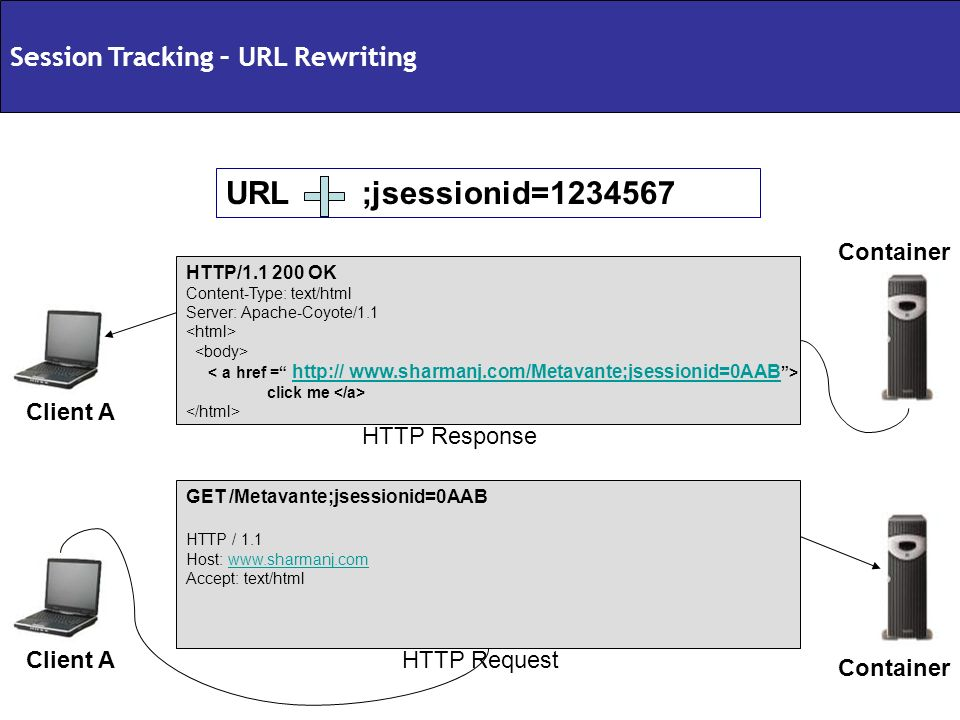 Session Tracking – URL Rewriting
URL ;jsessionid=1234567
Container
HTTP/1.1 200 OK
Content-Type: text/html
Server: Apache-Coyote/1.1
<html>
<body>
< a href =“ http:// www.sharmanj.com/Metavante;jsessionid=0AAB”>
click me </a>
</html>
Client A
HTTP Response
GET /Metavante;jsessionid=0AAB
HTTP / 1.1
Host: www.sharmanj.com
Accept: text/html
Client A
HTTP Request
Container